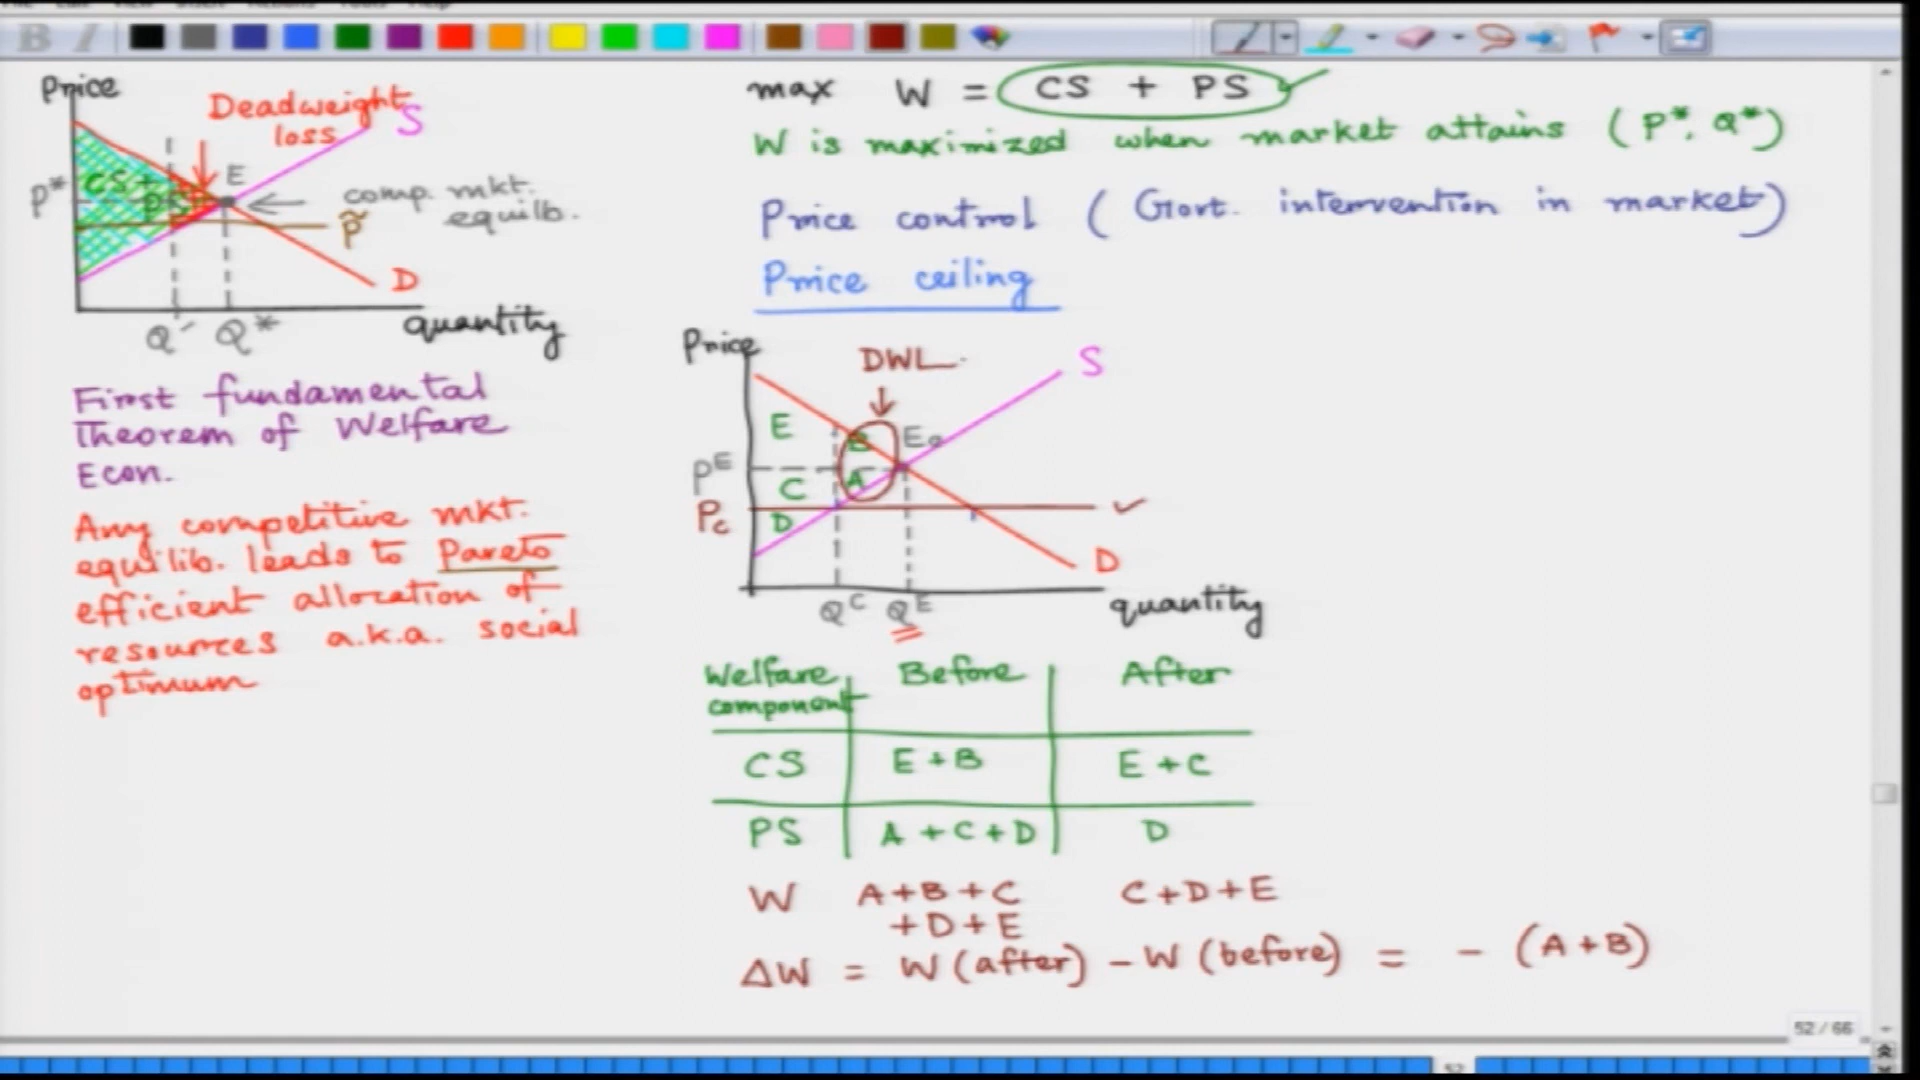 B I
Price
Deadweight
loss
S
E
P*
CS +
PS
comp. mkt.
equilb.
P̃
D
Q' Q*
quantity
First fundamental
Theorem of Welfare
Econ.
Any competitive mkt.
equilib. leads to Pareto
efficient allocation of
resources a.k.a. social
optimum
max W = CS + PS
W is maximized when market attains (P*, Q*)
Price control (Govt. intervention in market)
Price ceiling
Price
DWL
S
E
B
E₀
P^E
C
A
Pc
D
D
Q^C Q^E
quantity
Welfare component Before After
CS E+B E+C
PS A+C+D D
W A+B+C C+D+E
+D+E
ΔW = W(after) - W(before) = - (A+B)
52 / 66
52